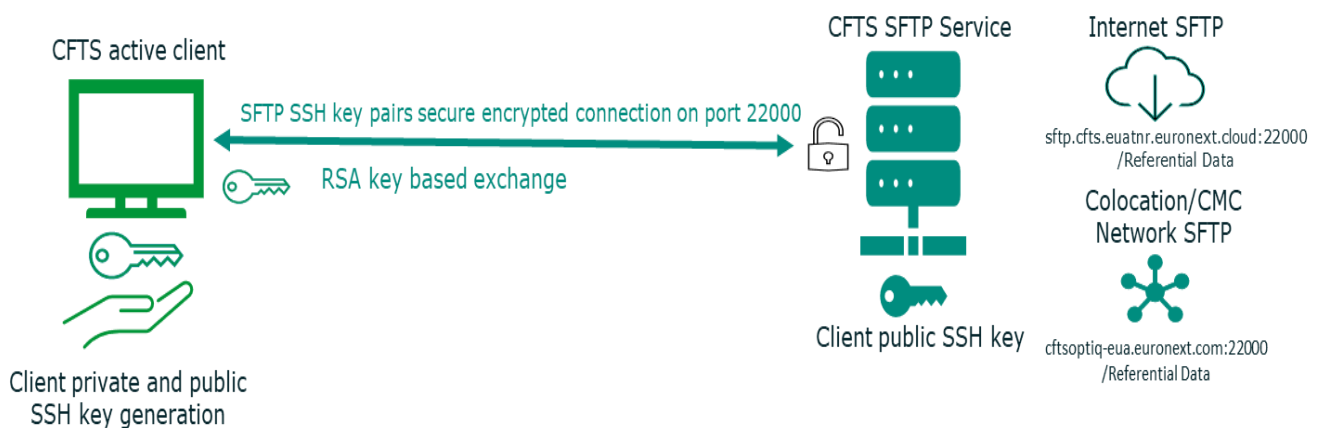 CFTS active client
SFTP SSH key pairs secure encrypted connection on port 22000
RSA key based exchange
Client private and public
SSH key generation
CFTS SFTP Service
Client public SSH key
Internet SFTP
sftp.cfts.euatnr.euronext.cloud:22000
/Referential Data
Colocation/CMC
Network SFTP
cftsoptiq-eua.euronext.com:22000
/Referential Data